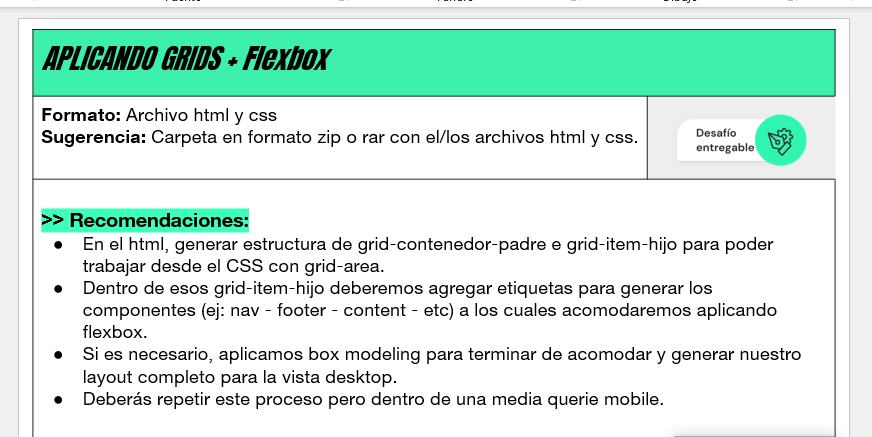 APLICANDO GRIDS + Flexbox
Formato: Archivo html y css
Sugerencia: Carpeta en formato zip o rar con el/los archivos html y css.
Desafío
entregable
>> Recomendaciones:
● En el html, generar estructura de grid-contenedor-padre e grid-item-hijo para poder
trabajar desde el CSS con grid-area.
● Dentro de esos grid-item-hijo deberemos agregar etiquetas para generar los
componentes (ej: nav - footer - content - etc) a los cuales acomodaremos aplicando
flexbox.
● Si es necesario, aplicamos box modeling para terminar de acomodar y generar nuestro
layout completo para la vista desktop.
● Deberás repetir este proceso pero dentro de una media querie mobile.